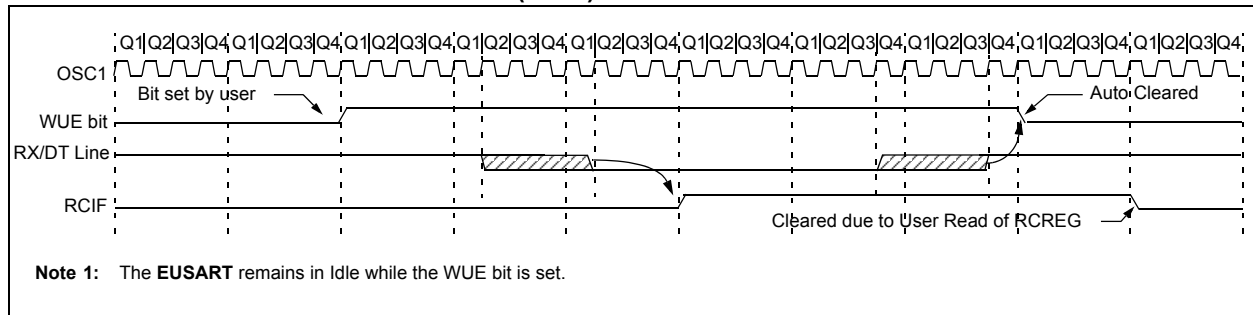 Q1|Q2|Q3|Q4 Q1|Q2|Q3|Q4 Q1|Q2|Q3|Q4 Q1|Q2|Q3|Q4 Q1|Q2|Q3|Q4 Q1|Q2|Q3|Q4 Q1|Q2|Q3|Q4 Q1|Q2|Q3|Q4 Q1|Q2|Q3|Q4 Q1|Q2|Q3|Q4
OSC1
Bit set by user
Auto Cleared
WUE bit
RX/DT Line
RCIF
Cleared due to User Read of RCREG
Note 1: The EUSART remains in Idle while the WUE bit is set.